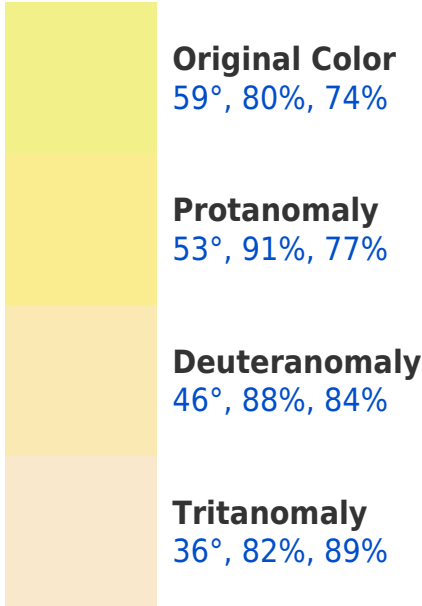 Original Color
59°, 80%, 74%
Protanomaly
53°, 91%, 77%
Deuteranomaly
46°, 88%, 84%
Tritanomaly
36°, 82%, 89%